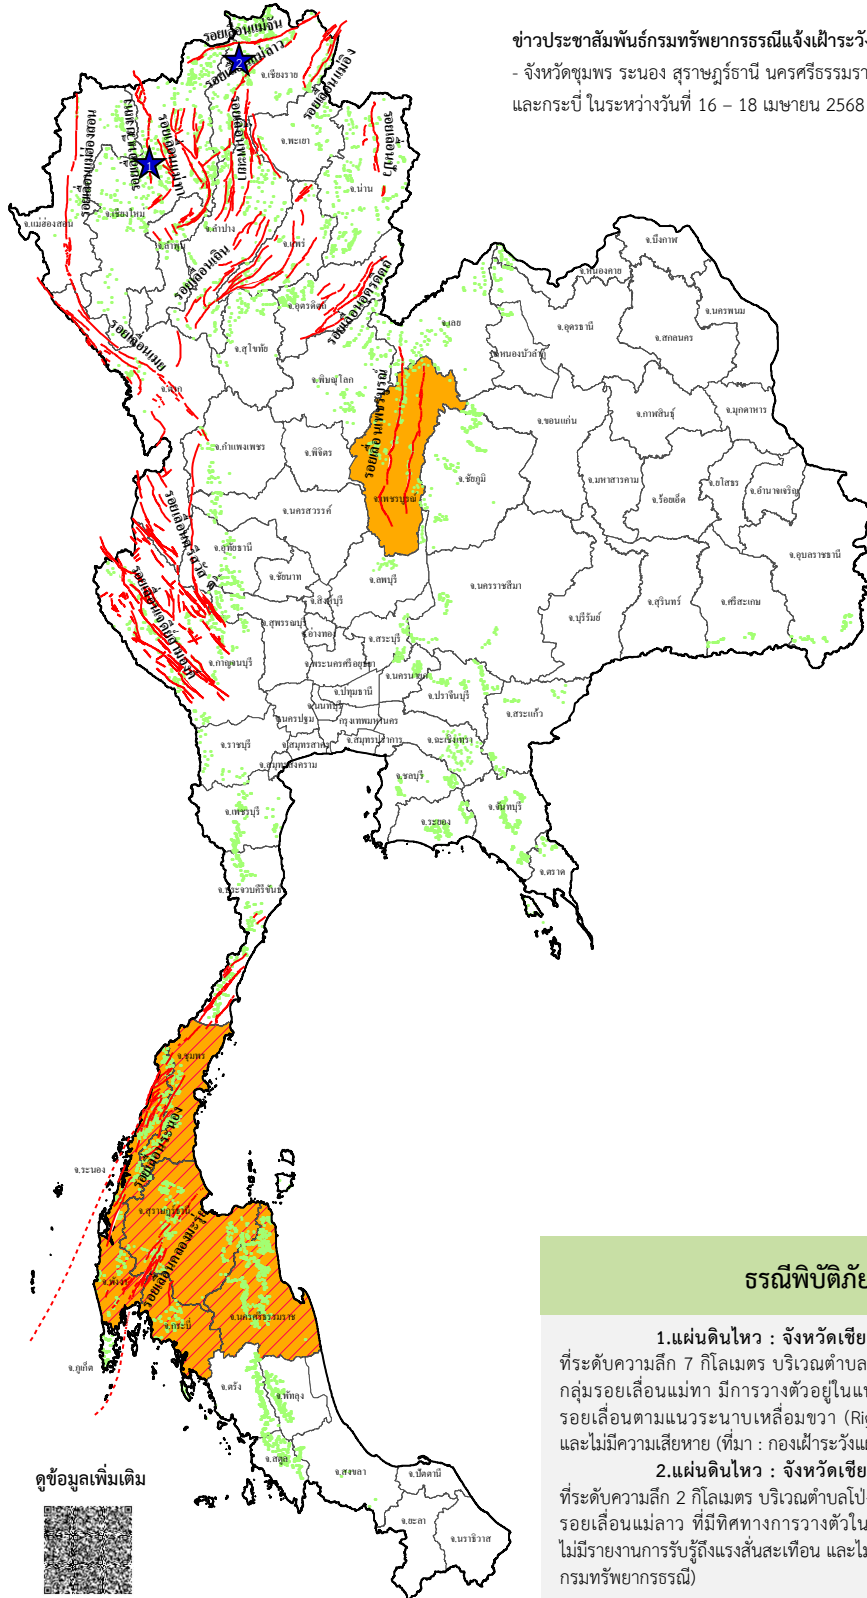 ข่าวประชาสัมพันธ์กรมทรัพยากรธรณีแจ้งเฝ้าระวัง
- จังหวัดชุมพร ระนอง สุราษฎร์ธานี นครศรีธรรมรา
และกระบี่ ในระหว่างวันที่ 16 – 18 เมษายน 2568
รอยเลื่อนแม่จัน
2
จ.เชียงราย
รอยเลื่อนแม่อิง
รอยเลื่อนแม่ฮ่องสอน
รอยเลื่อนแม่ทา
รอยเลื่อนพะเยา
รอยเลื่อนปัว
จ.พะเยา
1
จ.น่าน
จ.เชียงใหม่
จ.แม่ฮ่องสอน
จ.ลำปาง
จ.ลำพูน
จ.แพร่
รอยเลื่อนเถิน
รอยเลื่อนอุตรดิตถ์
จ.อุตรดิตถ์
จ.บึงกาฬ
จ.หนองคาย
จ.นครพนม
จ.เลย
จ.อุดรธานี
จ.สกลนคร
รอยเลื่อนเมย
จ.สุโขทัย
จ.หนองบัวลำภู
จ.ตาก
จ.พิษณุโลก
รอยเลื่อนเพชรบูรณ์
จ.ขอนแก่น
จ.กาฬสินธุ์
จ.มุกดาหาร
จ.กำแพงเพชร
จ.พิจิตร
จ.ชัยภูมิ
จ.มหาสารคาม
จ.ยโสธร
จ.เพชรบูรณ์
จ.ร้อยเอ็ด
จ.อำนาจเจริญ
จ.นครสวรรค์
รอยเลื่อนศรีสวัสดิ์
จ.อุทัยธานี
จ.อุบลราชธานี
จ.ชัยนาท
จ.ลพบุรี
จ.นครราชสีมา
รอยเลื่อนเจดีย์สามองค์
จ.สิงห์บุรี
จ.บุรีรัมย์
จ.สุรินทร์
จ.ศรีสะเกษ
จ.สุพรรณบุรี
จ.อ่างทอง
จ.สระบุรี
จ.กาญจนบุรี
จ.พระนครศรีอยุธยา
จ.นครนายก
จ.ปทุมธานี
จ.ปราจีนบุรี
จ.นนทบุรี
จ.นครปฐม
กรุงเทพมหานคร
จ.สระแก้ว
จ.ราชบุรี
จ.สมุทรสาคร
จ.สมุทรปราการ
จ.ฉะเชิงเทรา
จ.สมุทรสงคราม
จ.ชลบุรี
จ.เพชรบุรี
จ.ระยอง
จ.จันทบุรี
จ.ตราด
จ.ประจวบคีรีขันธ์
จ.ชุมพร
รอยเลื่อนระนอง
จ.ระนอง
จ.สุราษฎร์ธานี
รอยเลื่อนคลองมะรุ่ย
จ.พังงา
จ.กระบี่
จ.นครศรีธรรมราช
จ.ภูเก็ต
จ.ตรัง
จ.พัทลุง
จ.สตูล
จ.สงขลา
จ.ปัตตานี
จ.ยะลา
จ.นราธิวาส
ดูข้อมูลเพิ่มเติม
ธรณีพิบัติภัย
1.แผ่นดินไหว : จังหวัดเชีย
ที่ระดับความลึก 7 กิโลเมตร บริเวณตำบล
กลุ่มรอยเลื่อนแม่ทา มีการวางตัวอยู่ในแน
รอยเลื่อนตามแนวระนาบเหลื่อมขวา (Rig
และไม่มีความเสียหาย (ที่มา : กองเฝ้าระวังแ
2.แผ่นดินไหว : จังหวัดเชีย
ที่ระดับความลึก 2 กิโลเมตร บริเวณตำบลโป่
รอยเลื่อนแม่ลาว ที่มีทิศทางการวางตัวใน
ไม่มีรายงานการรับรู้ถึงแรงสั่นสะเทือน และไม
กรมทรัพยากรธรณี)